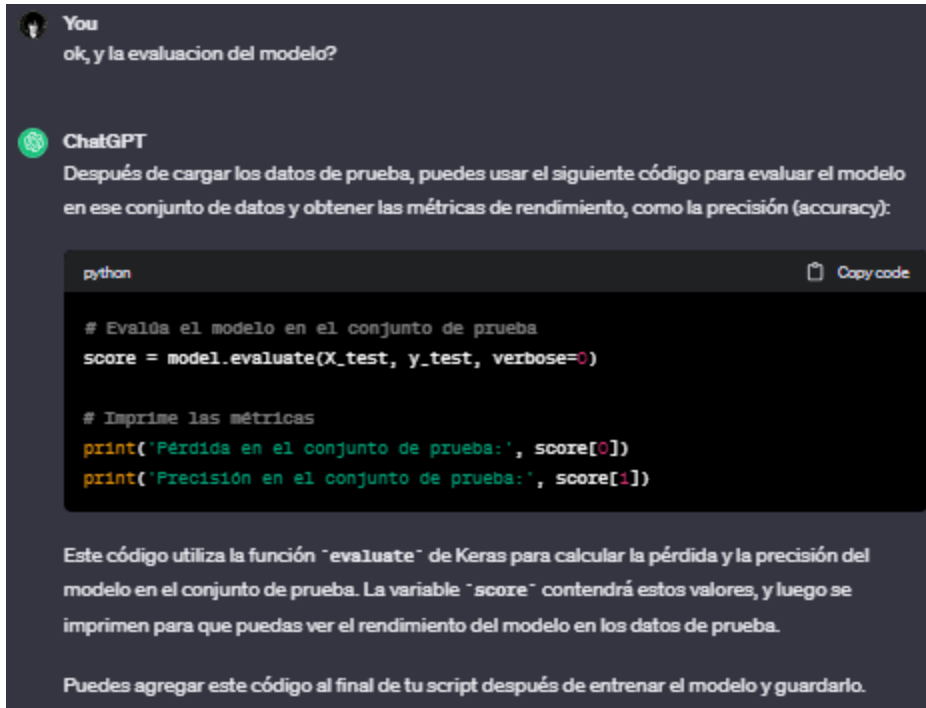 You
ok, y la evaluacion del modelo?
ChatGPT
Después de cargar los datos de prueba, puedes usar el siguiente código para evaluar el modelo
en ese conjunto de datos y obtener las métricas de rendimiento, como la precisión (accuracy):
python Copy code
# Evalúa el modelo en el conjunto de prueba
score = model.evaluate(X_test, y_test, verbose=0)
# Imprime las métricas
print('Pérdida en el conjunto de prueba:', score[0])
print('Precisión en el conjunto de prueba:', score[1])
Este código utiliza la función `evaluate` de Keras para calcular la pérdida y la precisión del
modelo en el conjunto de prueba. La variable `score` contendrá estos valores, y luego se
imprimen para que puedas ver el rendimiento del modelo en los datos de prueba.
Puedes agregar este código al final de tu script después de entrenar el modelo y guardarlo.